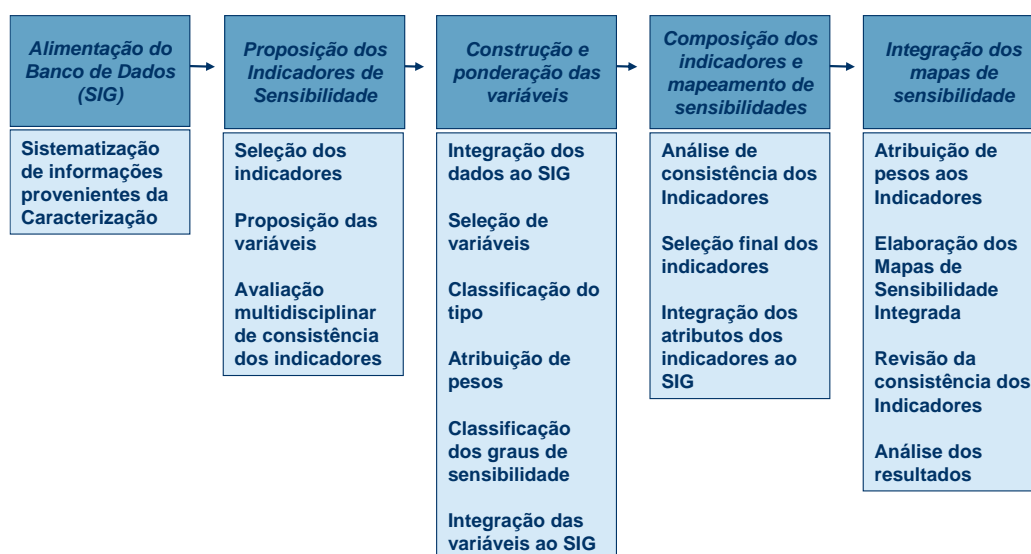 Alimentação do
Banco de Dados
(SIG)
Sistematização
de informações
provenientes da
Caracterização
Proposição dos
Indicadores de
Sensibilidade
Seleção dos
indicadores
Proposição das
variáveis
Avaliação
multidisciplinar
de consistência
dos indicadores
Construção e
ponderação das
variáveis
Integração dos
dados ao SIG
Seleção de
variáveis
Classificação do
tipo
Atribuição de
pesos
Classificação
dos graus de
sensibilidade
Integração das
variáveis ao SIG
Composição dos
indicadores e
mapeamento de
sensibilidades
Análise de
consistência dos
Indicadores
Seleção final dos
indicadores
Integração dos
atributos dos
indicadores ao
SIG
Integração dos
mapas de
sensibilidade
Atribuição de
pesos aos
Indicadores
Elaboração dos
Mapas de
Sensibilidade
Integrada
Revisão da
consistência dos
Indicadores
Análise dos
resultados